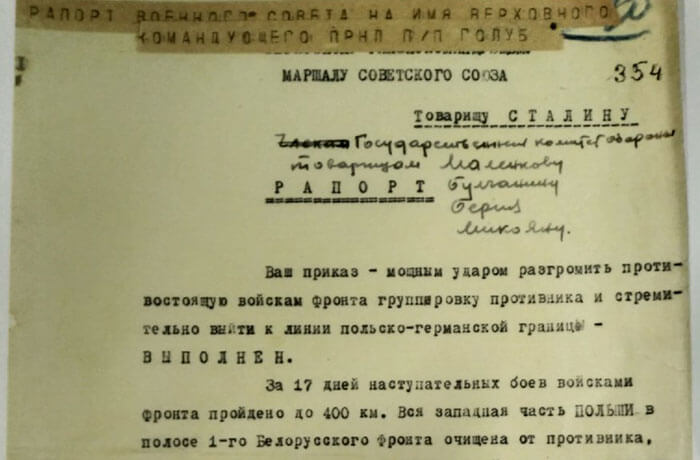 РАПОРТ ВОЕННОГО СОВЕТА НА ИМЯ ВЕРХОВНОГО
КОМАНДУЮЩЕГО ПРНЛ П/П ГОЛУБ
МАРШАЛУ СОВЕТСКОГО СОЮЗА
354
Товарищу СТАЛИНУ
Государственный комитет обороны
товарищам Маленкову
РАПОРТ Булганину
Берия
Микояну.
Ваш приказ - мощным ударом разгромить проти-
востоящую войскам фронта группировку противника и стреми-
тельно выйти к линии польско-германской границы -
ВЫПОЛНЕН.
За 17 дней наступательных боев войсками
фронта пройдено до 400 км. Вся западная часть ПОЛЬШИ в
полосе 1-го Белорусского Фронта очищена от противника,